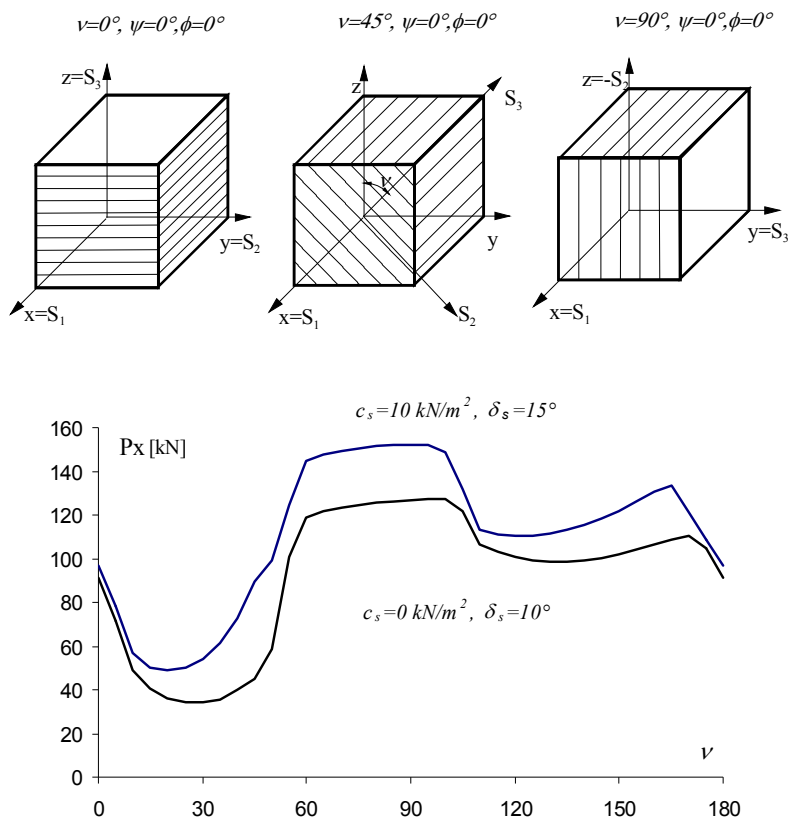 ν=0°, ψ=0°,ϕ=0°
ν=45°, ψ=0°,ϕ=0°
ν=90°, ψ=0°,ϕ=0°
z=S₃
y=S₂
x=S₁
z
S₃
ν
y
x=S₁
S₂
z=-S₂
y=S₃
x=S₁
cₛ=10 kN/m², δₛ=15°
Px [kN]
160
140
120
100
80
60
40
20
0
cₛ=0 kN/m², δₛ=10°
ν
0
30
60
90
120
150
180